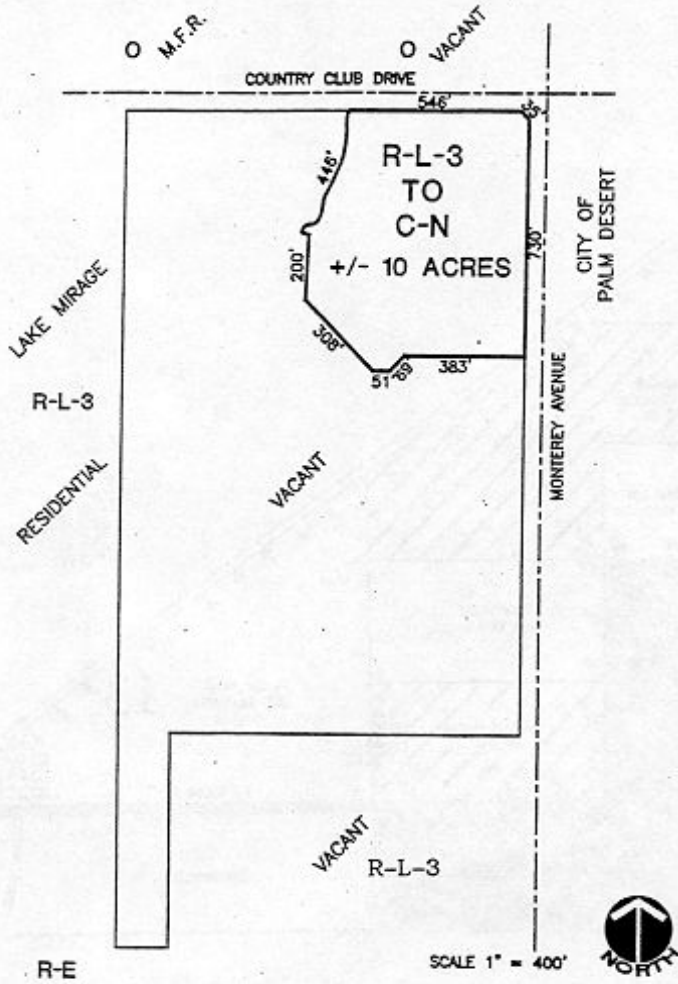 O M.F.R.
O VACANT
COUNTRY CLUB DRIVE
546'
35'
446'
R-L-3
TO
C-N
+/- 10 ACRES
200'
730'
CITY OF
PALM DESERT
308'
51'
69'
383'
LAKE MIRAGE
R-L-3
RESIDENTIAL
VACANT
MONTEREY AVENUE
VACANT
R-L-3
R-E
SCALE 1" = 400'
NORTH